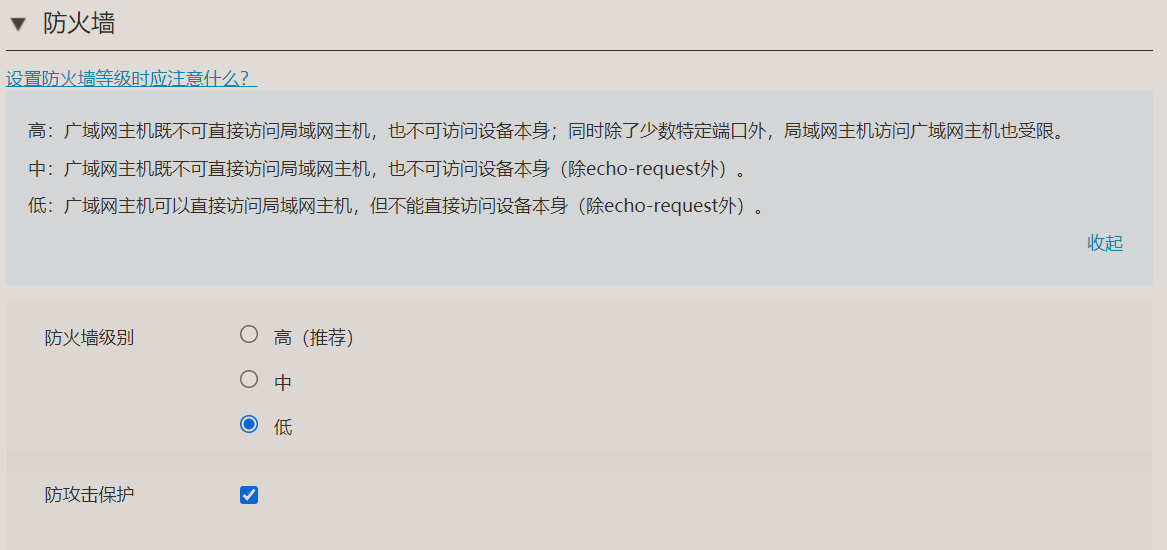 防火墙
设置防火墙等级时应注意什么？
高：广域网主机既不可直接访问局域网主机，也不可访问设备本身；同时除了少数特定端口外，局域网主机访问广域网主机也受限。
中：广域网主机既不可直接访问局域网主机，也不可访问设备本身（除echo-request外）。
低：广域网主机可以直接访问局域网主机，但不能直接访问设备本身（除echo-request外）。
收起
防火墙级别
高（推荐）
中
低
防攻击保护